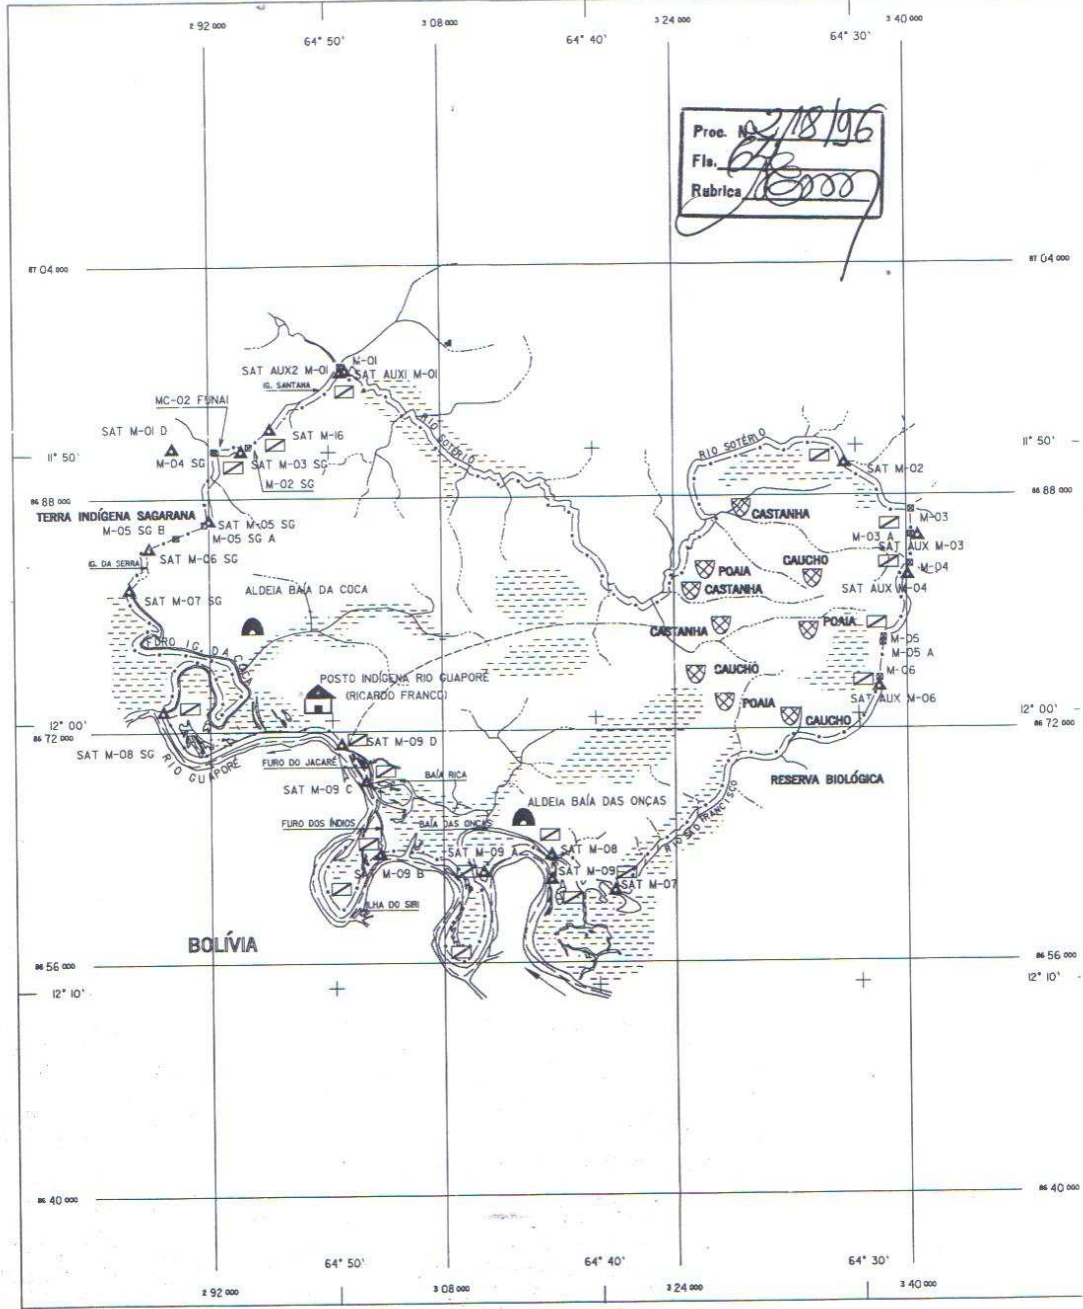 2 92 000
3 08 000
3 24 000
3 40 000
64° 50'
64° 40'
64° 30'
Proc. N 218/96
Fls.
Rubrica
87 04 000
87 04 000
M-01
SAT AUX2 M-01
SAT AUX1 M-01
IG. SANTANA
MC-02 FUNAI
SAT M-01 D
SAT M-16
RIO SOTÉRIO
RIO SOTÉRIO
11° 50'
11° 50'
M-04 SG
SAT M-03 SG
M-02 SG
SAT M-02
86 88 000
86 88 000
CASTANHA
M-03
TERRA INDÍGENA SAGARANA
SAT M-05 SG
M-05 SG B
M-05 SG A
M-03 A
SAT AUX M-03
SAT M-06 SG
IG. DA SERRA
POAIA
CAUCHO
M-04
SAT AUX M-04
CASTANHA
SAT M-07 SG
ALDEIA BAÍA DA COCA
CASTANHA
POAIA
M-05
M-05 A
FURO IG. DA COCA
M-06
CAUCHO
POSTO INDÍGENA RIO GUAPORÉ
(RICARDO FRANCO)
SAT AUX M-06
POAIA
CAUCHO
12° 00'
12° 00'
86 72 000
86 72 000
SAT M-08 SG
RIO GUAPORÉ
SAT M-09 D
FURO DO JACARÉ
BAÍA RICA
SAT M-09 C
RESERVA BIOLÓGICA
ALDEIA BAÍA DAS ONÇAS
RIO SÃO FRANCISCO
FURO DOS ÍNDIOS
BAÍA DAS ONÇAS
SAT M-09 A
SAT M-08
SAT M-09 B
SAT M-09
SAT M-07
ILHA DO SIRI
BOLÍVIA
86 56 000
86 56 000
12° 10'
12° 10'
86 40 000
86 40 000
64° 50'
64° 40'
64° 30'
2 92 000
3 08 000
3 24 000
3 40 000